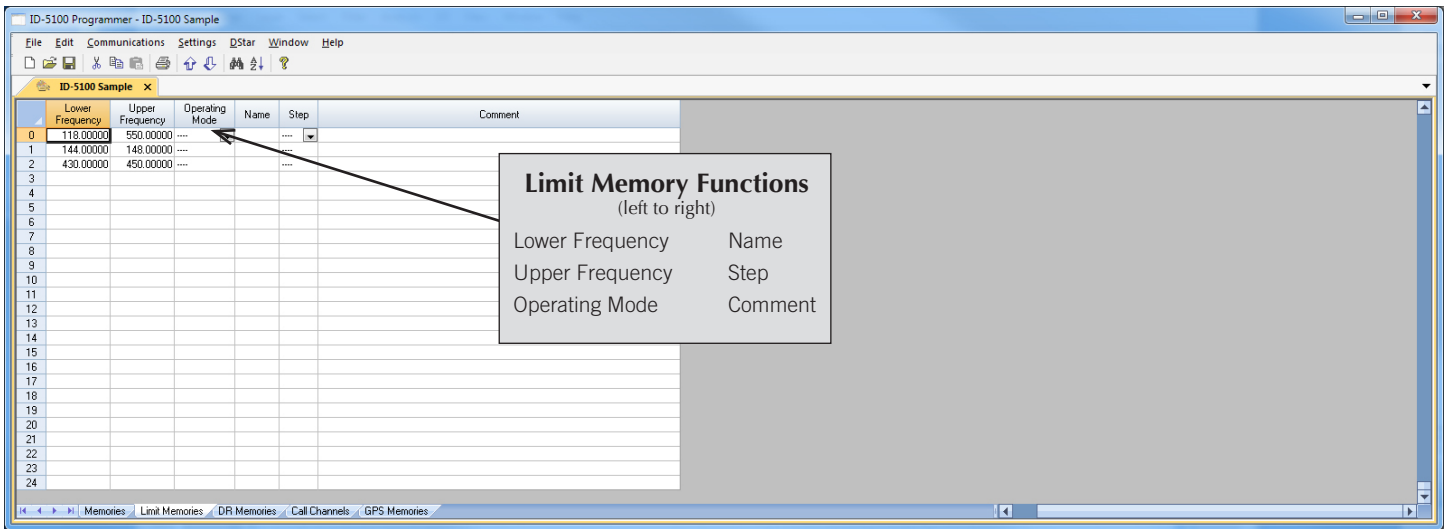 ID-5100 Programmer - ID-5100 Sample
File Edit Communications Settings DStar Window Help
ID-5100 Sample X
Lower Frequency Upper Frequency Operating Mode Name Step Comment
0 118.00000 550.00000 ---- ----
1 144.00000 148.00000 ---- ----
2 430.00000 450.00000 ---- ----
3
4
5
6
7
8
9
10
11
12
13
14
15
16
17
18
19
20
21
22
23
24
Limit Memory Functions
(left to right)
Lower Frequency Name
Upper Frequency Step
Operating Mode Comment
Memories Limit Memories DR Memories Call Channels GPS Memories